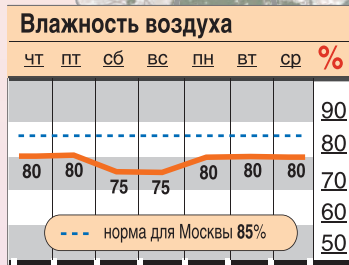 Влажность воздуха
чт пт сб вс пн вт ср %
90
80
80 80 75 75 80 80 80
70
60
норма для Москвы 85%
50